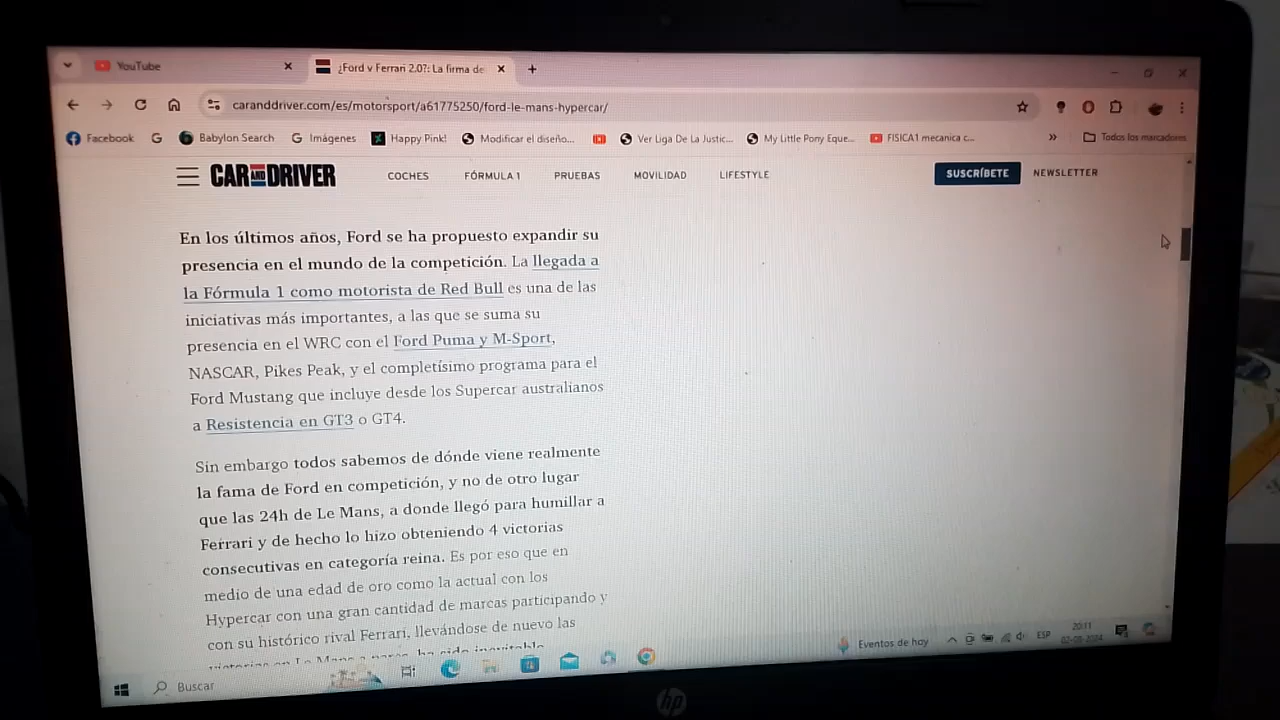 YouTube
¿Ford v Ferrari 2.0?: La firma de
caranddriver.com/es/motorsport/a61775250/ford-le-mans-hypercar/
Facebook
Babylon Search
Imágenes
Happy Pink!
Modificar el diseño...
Ver Liga De La Justic...
My Little Pony Eque...
FISICA1 mecanica c...
Todos los marcadores
CAR AND DRIVER
COCHES
FÓRMULA 1
PRUEBAS
MOVILIDAD
LIFESTYLE
SUSCRÍBETE
NEWSLETTER
En los últimos años, Ford se ha propuesto expandir su
presencia en el mundo de la competición. La llegada a
la Fórmula 1 como motorista de Red Bull es una de las
iniciativas más importantes, a las que se suma su
presencia en el WRC con el Ford Puma y M-Sport,
NASCAR, Pikes Peak, y el completísimo programa para el
Ford Mustang que incluye desde los Supercar australianos
a Resistencia en GT3 o GT4.
Sin embargo todos sabemos de dónde viene realmente
la fama de Ford en competición, y no de otro lugar
que las 24h de Le Mans, a donde llegó para humillar a
Ferrari y de hecho lo hizo obteniendo 4 victorias
consecutivas en categoría reina. Es por eso que en
medio de una edad de oro como la actual con los
Hypercar con una gran cantidad de marcas participando y
con su histórico rival Ferrari, llevándose de nuevo las
Buscar
Eventos de hoy
ESP
20:11
hp